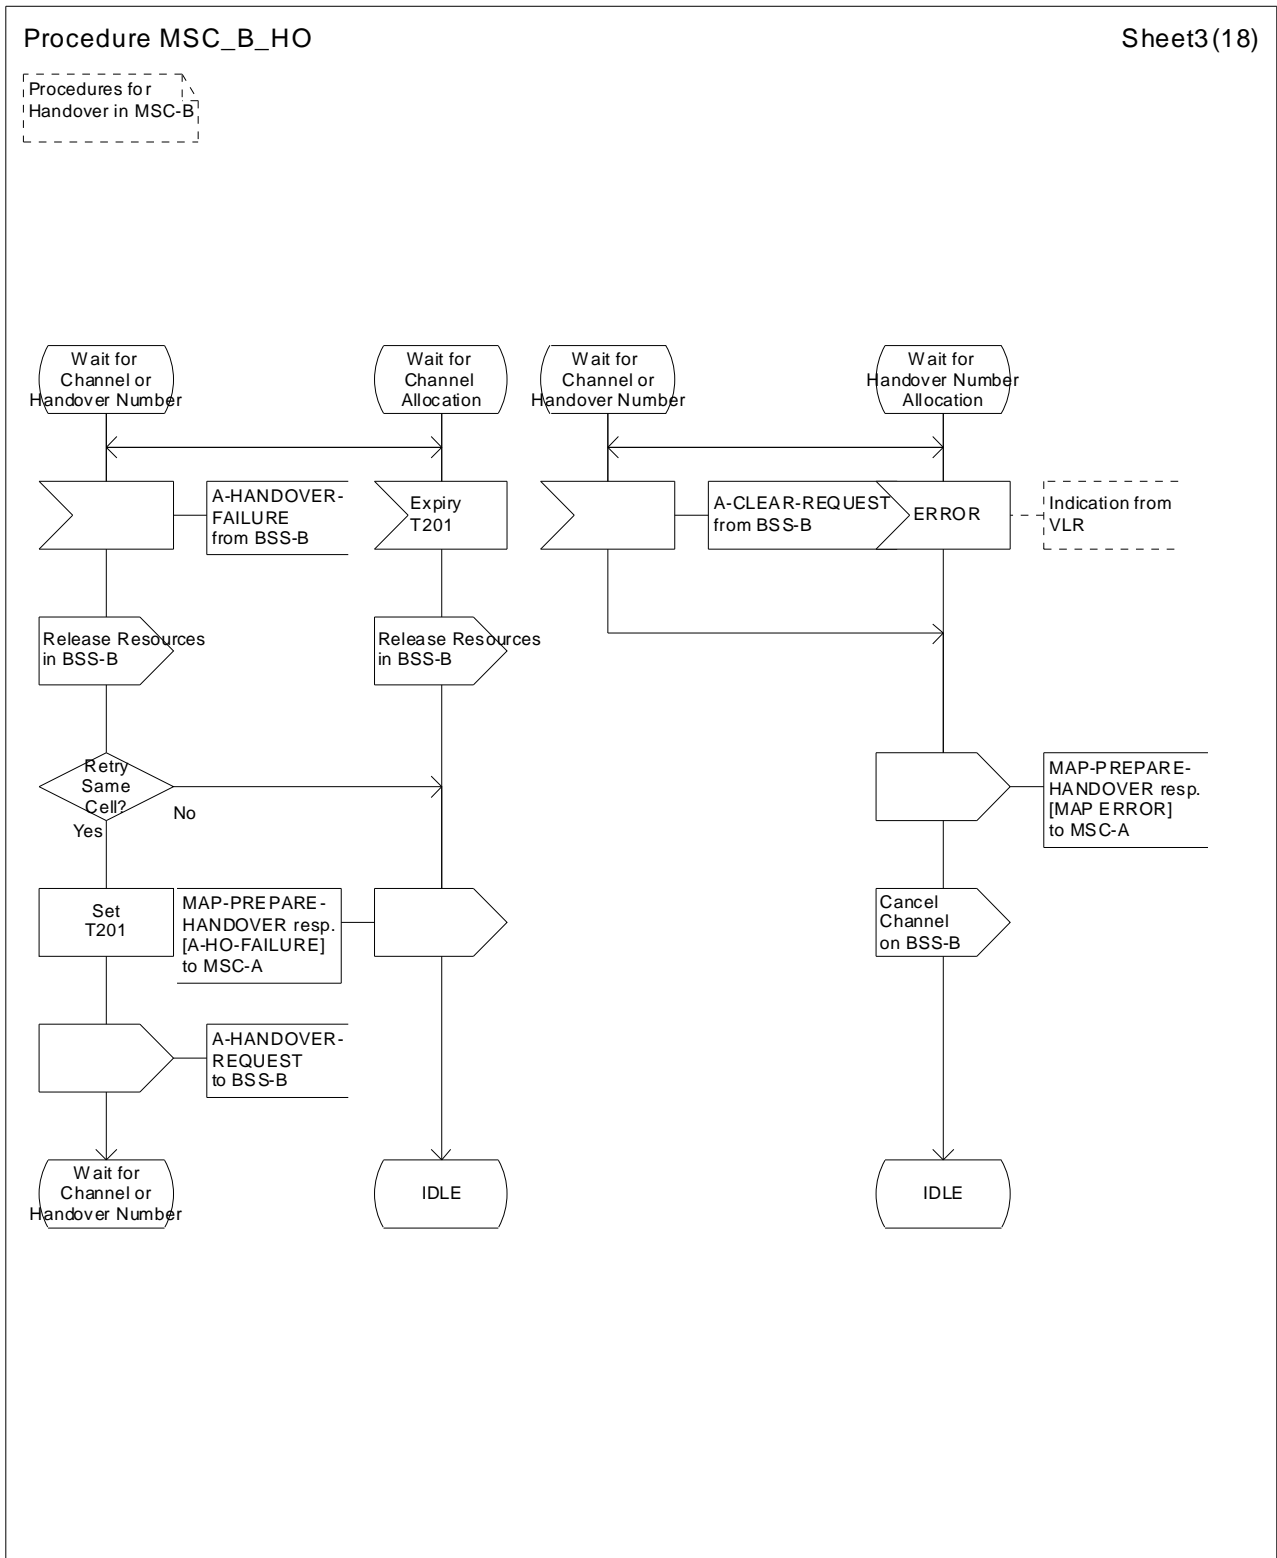 Procedure MSC_B_HO
Sheet3(18)
Procedures for
Handover in MSC-B
Wait for
Channel or
Handover Number
Wait for
Channel
Allocation
Wait for
Channel or
Handover Number
Wait for
Handover Number
Allocation
A-HANDOVER-
FAILURE
from BSS-B
Expiry
T201
A-CLEAR-REQUEST
from BSS-B
ERROR
Indication from
VLR
Release Resources
in BSS-B
Release Resources
in BSS-B
Retry
Same
Cell?
No
Yes
MAP-PREPARE-
HANDOVER resp.
[MAP ERROR]
to MSC-A
Set
T201
MAP-PREPARE-
HANDOVER resp.
[A-HO-FAILURE]
to MSC-A
Cancel
Channel
on BSS-B
A-HANDOVER-
REQUEST
to BSS-B
Wait for
Channel or
Handover Number
IDLE
IDLE